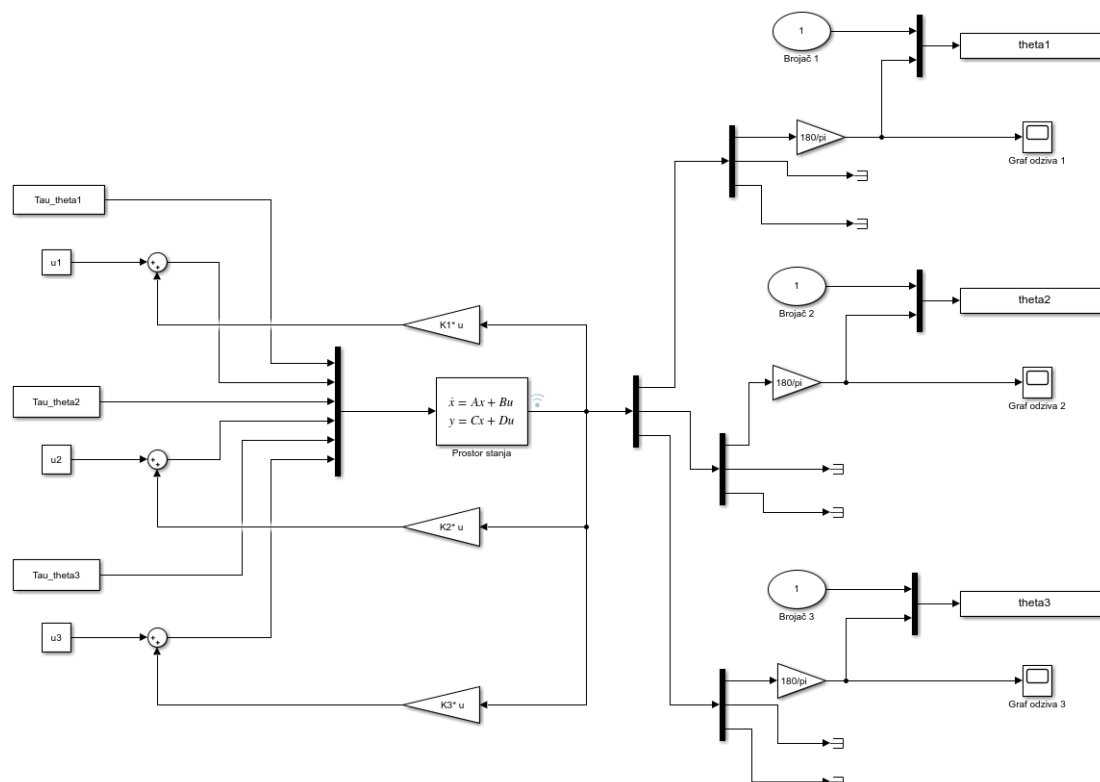 1
Brojač 1
theta1
180/pi
Graf odziva 1
Tau_theta1
u1
+
+
K1* u
1
Brojač 2
theta2
180/pi
Graf odziva 2
Tau_theta2
ẋ = Ax + Bu
y = Cx + Du
Prostor stanja
u2
+
+
K2* u
Tau_theta3
1
Brojač 3
theta3
u3
+
+
K3* u
180/pi
Graf odziva 3